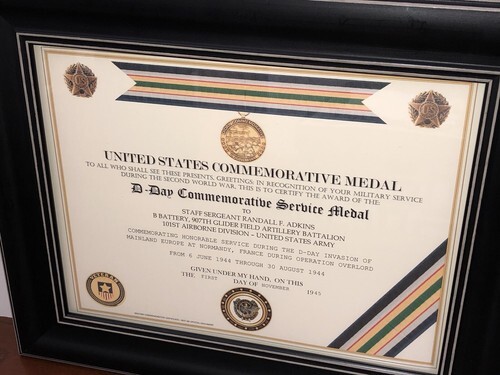 UNITED STATES COMMEMORATIVE MEDAL
TO ALL WHO SHALL SEE THESE PRESENTS, GREETINGS: IN RECOGNITION OF YOUR MILITARY SERVICE
DURING THE SECOND WORLD WAR, THIS IS TO CERTIFY THE AWARD OF THE
D-Day Commemorative Service Medal
TO
STAFF SERGEANT RANDALL F. ADKINS
B BATTERY, 907TH GLIDER FIELD ARTILLERY BATTALION
101ST AIRBORNE DIVISION - UNITED STATES ARMY
COMMEMORATING HONORABLE SERVICE DURING THE D-DAY INVASION OF
MAINLAND EUROPE AT NORMANDY, FRANCE DURING OPERATION OVERLORD
FROM 6 JUNE 1944 THROUGH 30 AUGUST 1944
GIVEN UNDER MY HAND, ON THIS
THE FIRST DAY OF NOVEMBER 1945
VETERAN